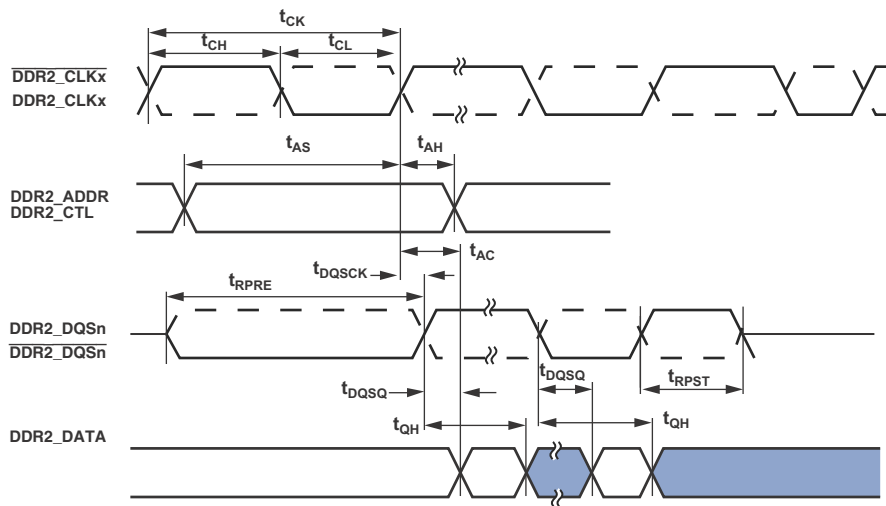 tCK
tCH tCL
DDR2_CLKx
DDR2_CLKx
tAS tAH
DDR2_ADDR
DDR2_CTL
tAC
tDQSCK
tRPRE
DDR2_DQSn
DDR2_DQSn
tDQSQ tDQSQ tRPST
tQH tQH
DDR2_DATA